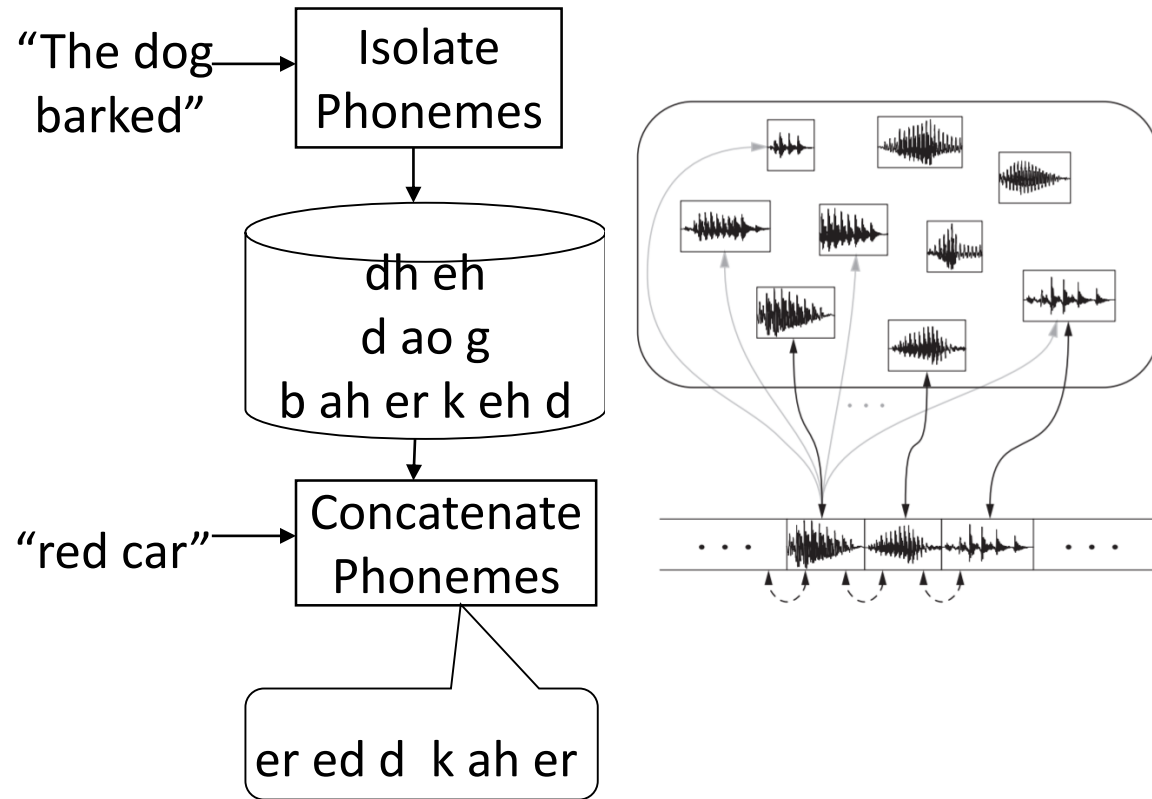 “The dog
barked”
Isolate
Phonemes
dh eh
d ao g
b ah er k eh d
“red car”
Concatenate
Phonemes
er ed d  k ah er
. . .
. . .
. . .